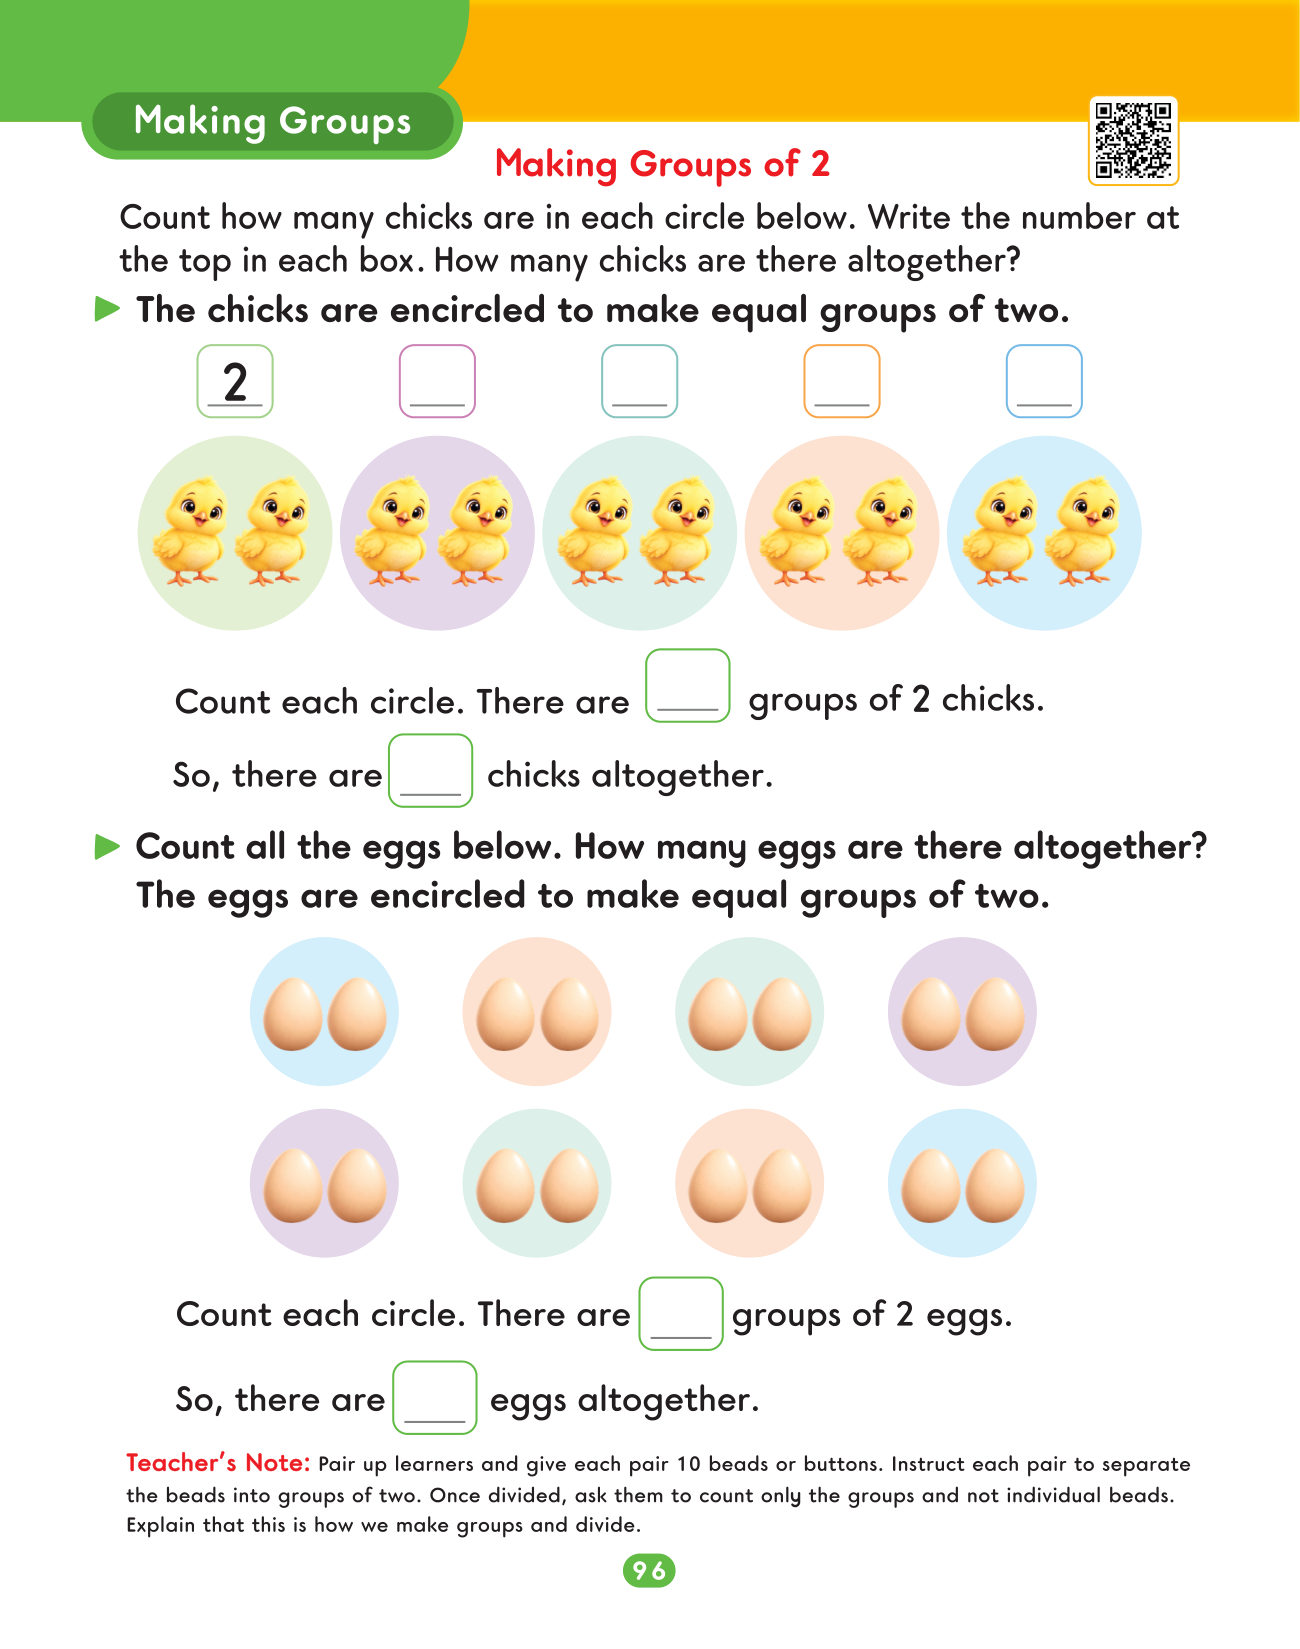 Making Groups
Making Groups of 2
Count how many chicks are in each circle below. Write the number at
the top in each box. How many chicks are there altogether?
The chicks are encircled to make equal groups of two.
2
Count each circle. There are ___ groups of 2 chicks.
So, there are ___ chicks altogether.
Count all the eggs below. How many eggs are there altogether?
The eggs are encircled to make equal groups of two.
Count each circle. There are ___ groups of 2 eggs.
So, there are ___ eggs altogether.
Teacher's Note: Pair up learners and give each pair 10 beads or buttons. Instruct each pair to separate
the beads into groups of two. Once divided, ask them to count only the groups and not individual beads.
Explain that this is how we make groups and divide.
96